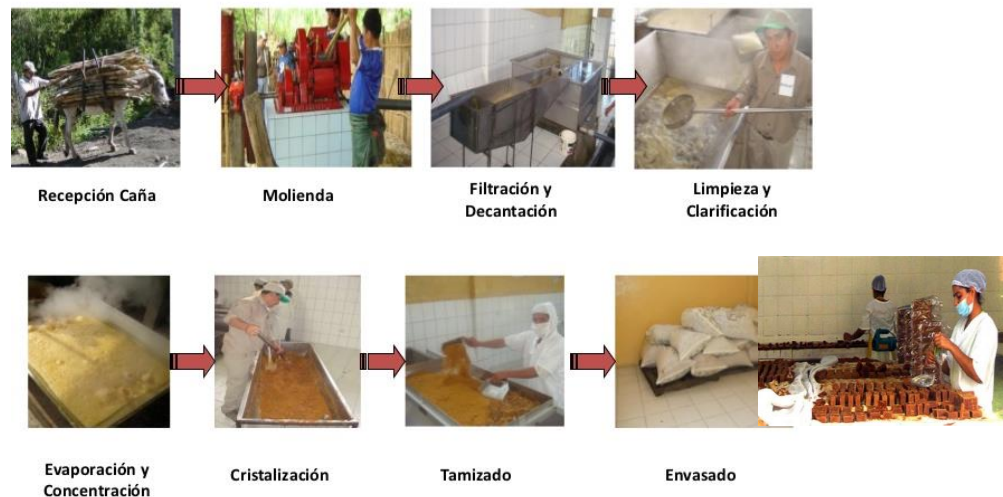 Recepción Caña
Molienda
Filtración y
Decantación
Limpieza y
Clarificación
Evaporación y
Concentración
Cristalización
Tamizado
Envasado